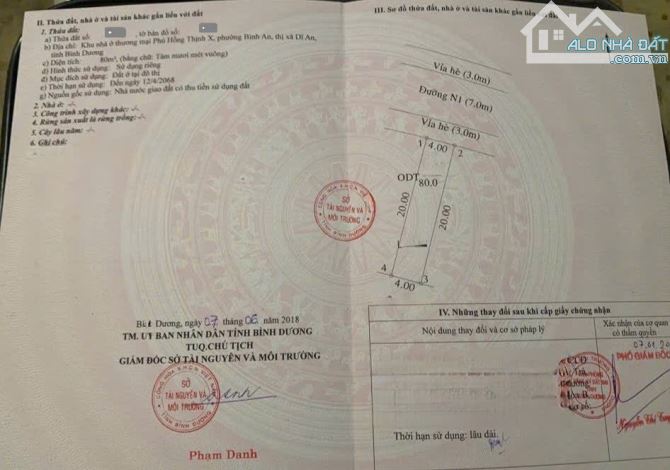 II. Thửa đất, nhà ở và tài sản khác gắn liền với đất
1. Thửa đất:
a) Thửa đất số: , tờ bản đồ số:
b) Địa chỉ: Khu nhà ở thương mại Phú Hồng Thịnh X, phường Bình An, thị xã Dĩ An,
tỉnh Bình Dương
c) Diện tích: 80m², (bằng chữ: Tám mươi mét vuông)
d) Hình thức sử dụng: Sử dụng riêng
đ) Mục đích sử dụng: Đất ở tại đô thị
e) Thời hạn sử dụng: Đến ngày 12/4/2068
g) Nguồn gốc sử dụng: Nhà nước giao đất có thu tiền sử dụng đất
2. Nhà ở: -/-
3. Công trình xây dựng khác: -/-
4. Rừng sản xuất là rừng trồng: -/-
5. Cây lâu năm: -/-
6. Ghi chú:
SỞ
TÀI NGUYÊN VÀ
MÔI TRƯỜNG
Dương, ngày 07 tháng 06 năm 2018
TM. ỦY BAN NHÂN DÂN TỈNH BÌNH DƯƠNG
TUQ.CHỦ TỊCH
GIÁM ĐỐC SỞ TÀI NGUYÊN VÀ MÔI TRƯỜNG
SỞ
TÀI NGUYÊN VÀ
MÔI TRƯỜNG
Phạm Danh
III. Sơ đồ thửa đất, nhà ở và tài sản khác gắn liền với đất
ALO NHÀ ĐẤT
.com.vn
Vỉa hè (3.0m)
Đường N1 (7.0m)
Vỉa hè (3.0m)
1
4.00
2
ODT
80.0
20.00
20.00
4
4.00
3
IV. Những thay đổi sau khi cấp giấy chứng nhận
Nội dung thay đổi và cơ sở pháp lý
Xác nhận của cơ quan
có thẩm quyền
PHÓ GIÁM ĐỐC
Thời hạn sử dụng: lâu dài.